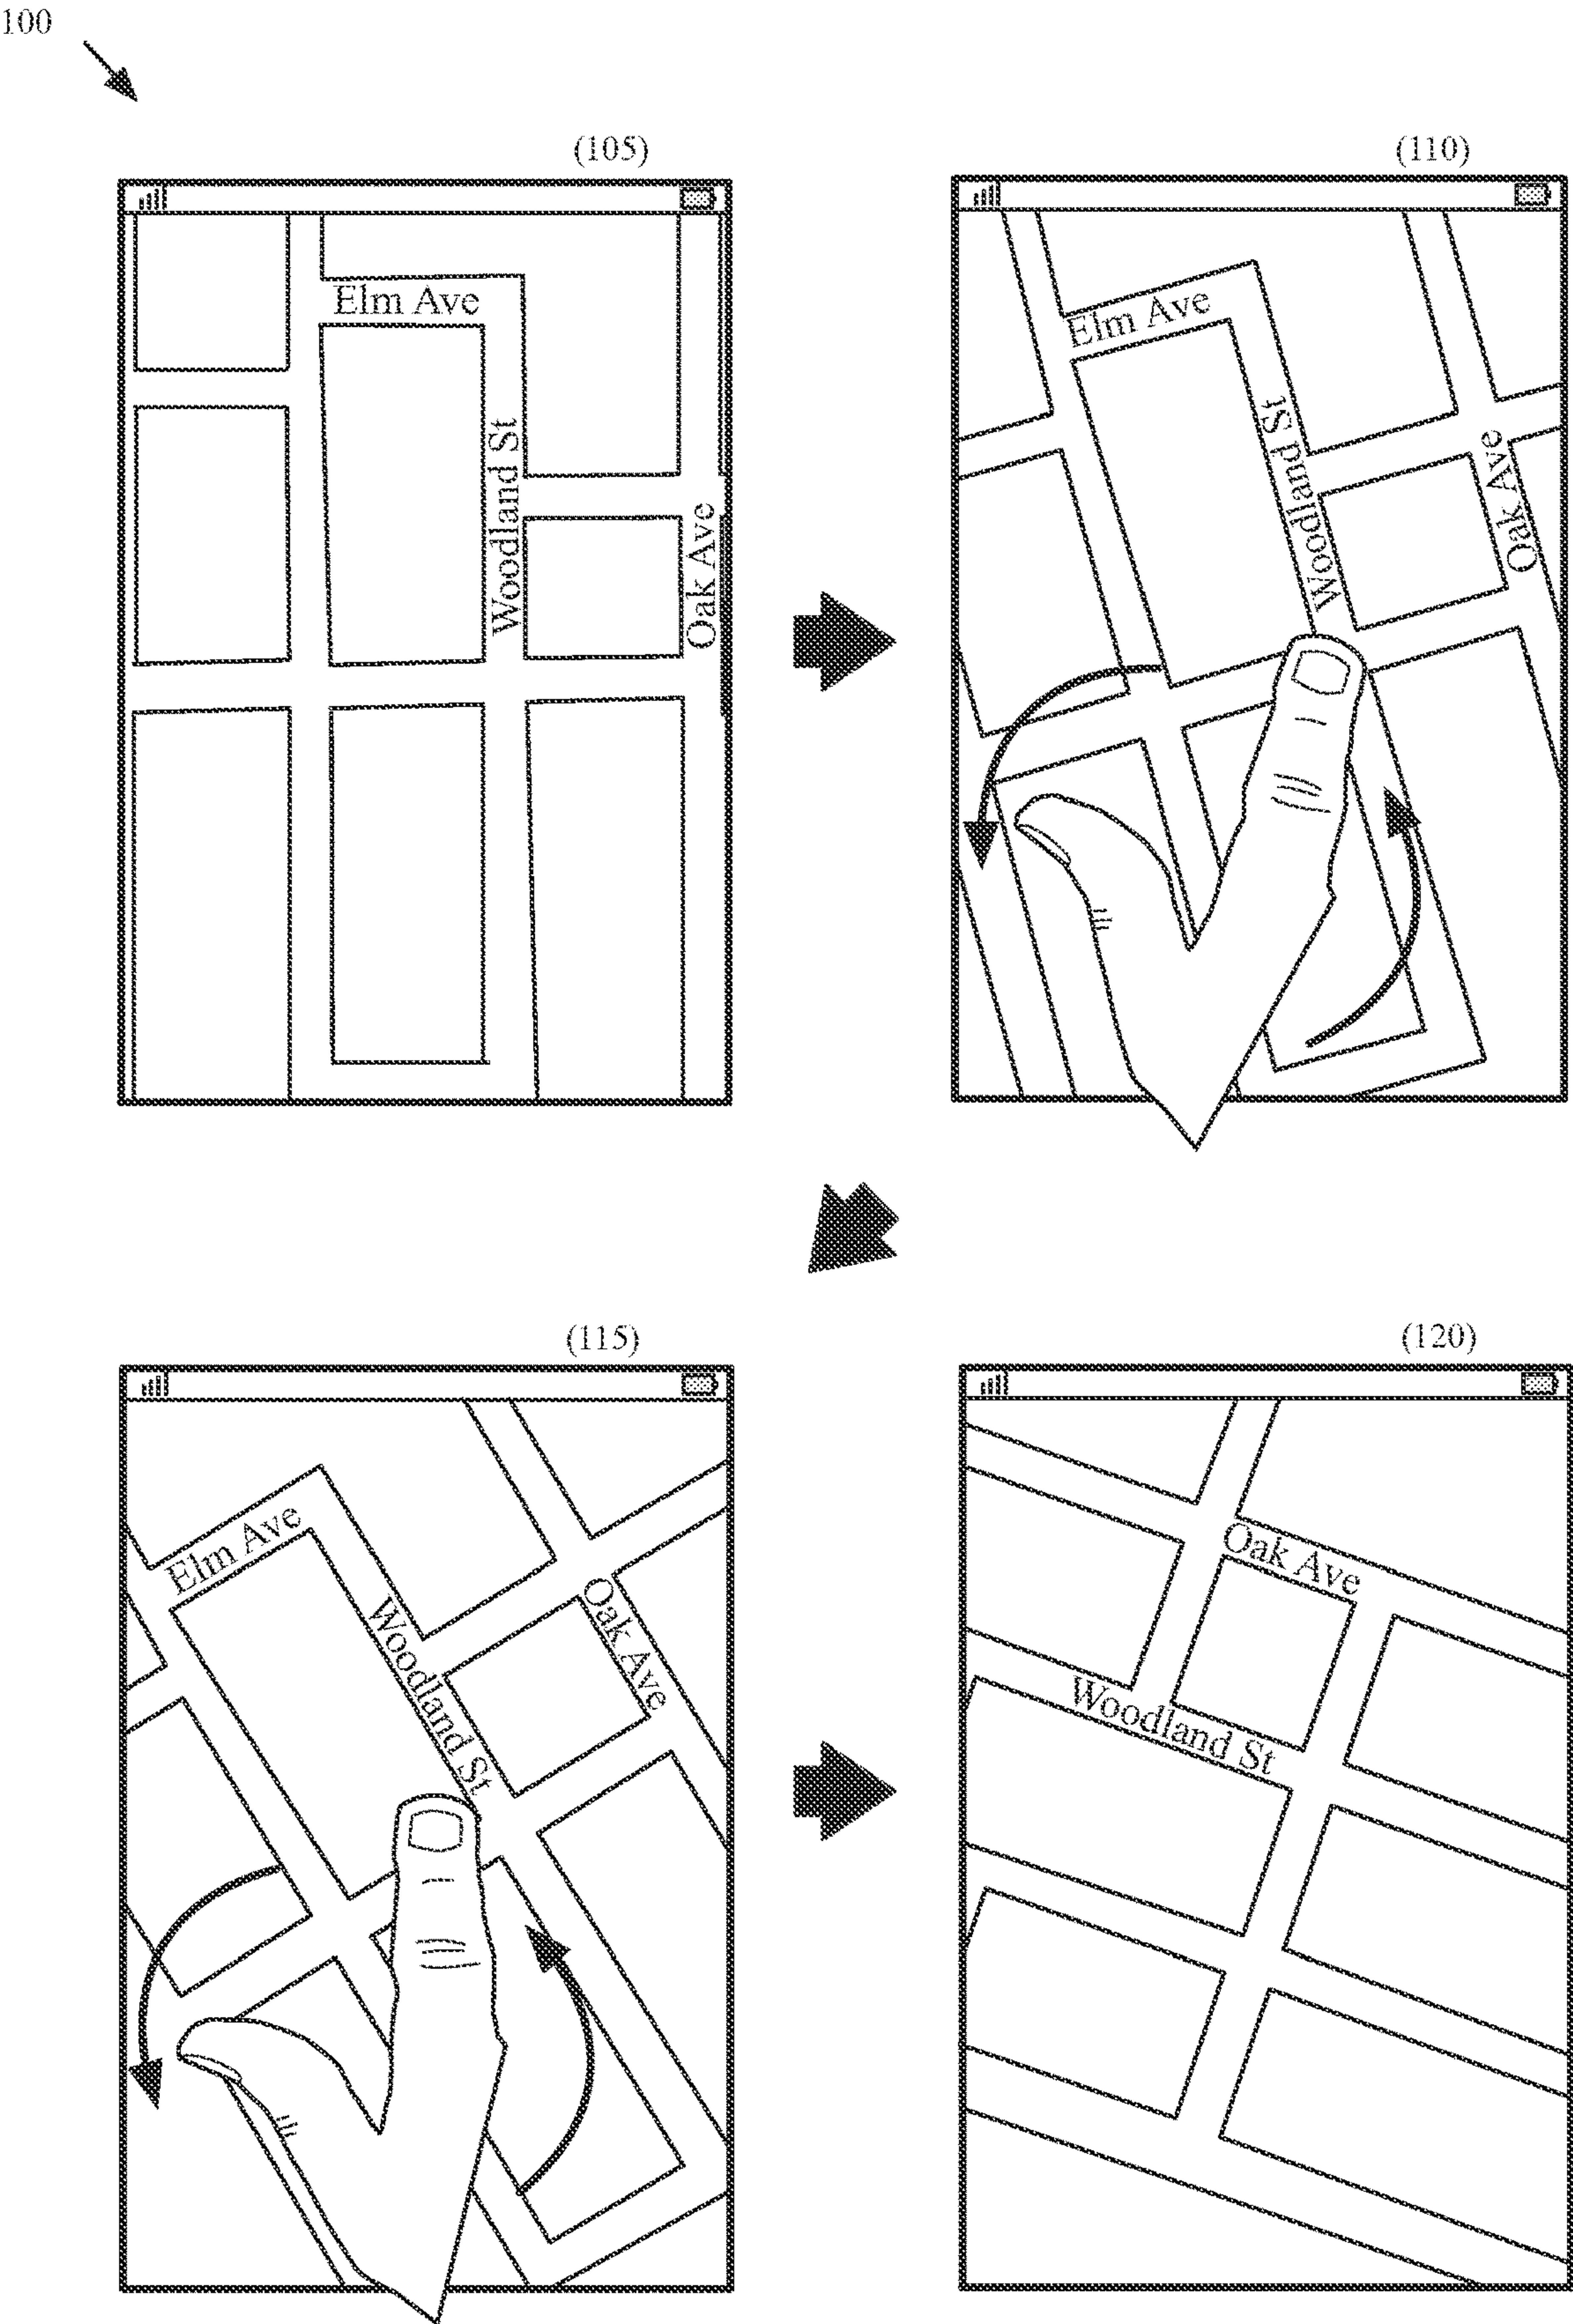 100
(105)
(110)
Elm Ave
Woodland St
Oak Ave
Elm Ave
Woodland St
Oak Ave
(115)
(120)
Elm Ave
Woodland St
Oak Ave
Oak Ave
Woodland St